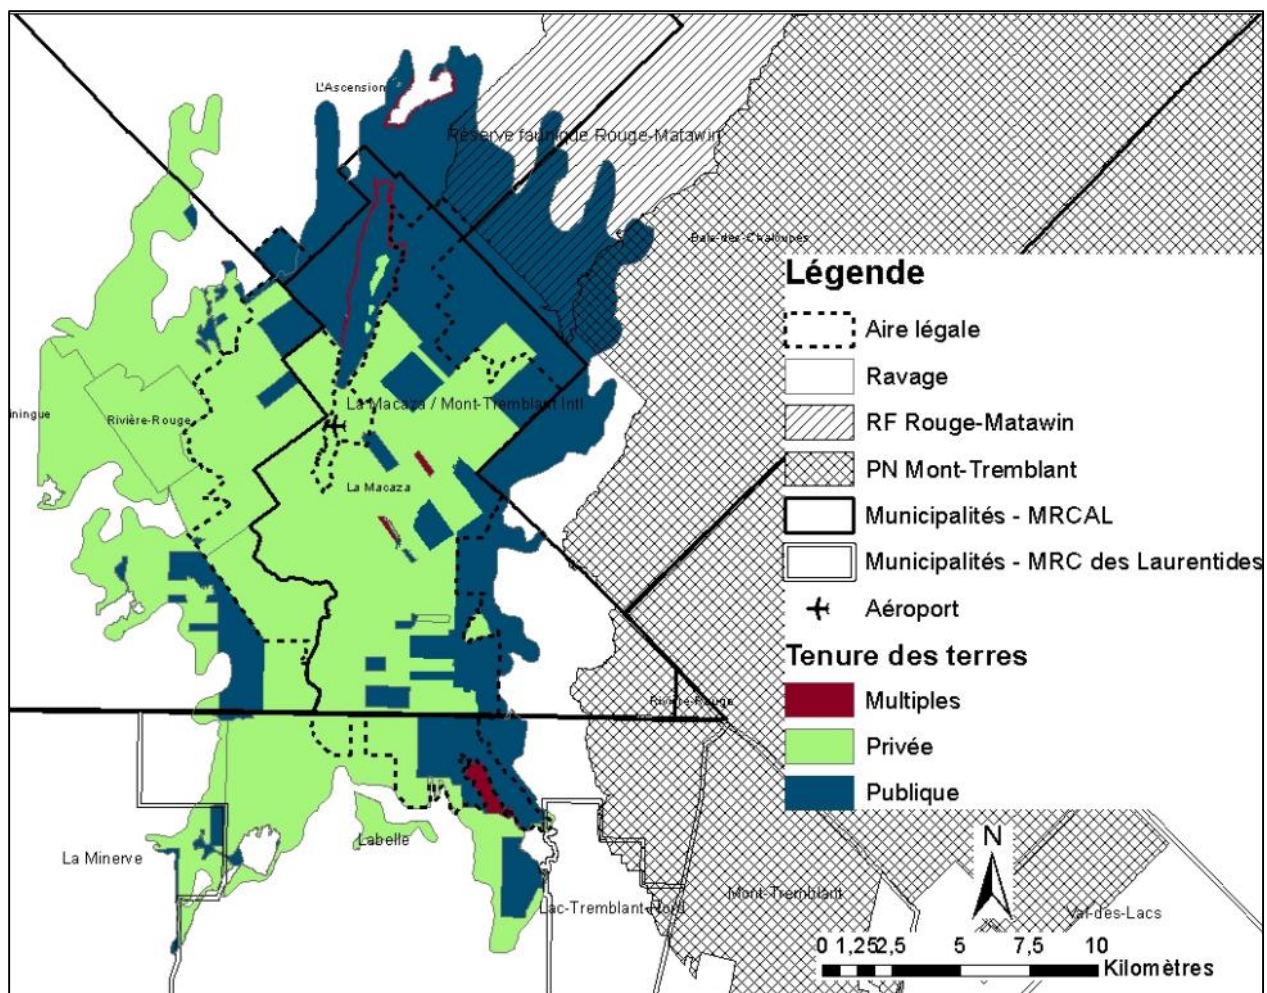 L'Ascension
Réserve faunique Rouge-Matawin
Baie-des-Chaloupes
Légende
Aire légale
Ravage
RF Rouge-Matawin
PN Mont-Tremblant
Municipalités - MRCAL
Municipalités - MRC des Laurentides
Aéroport
Tenure des terres
Multiples
Privée
Publique
iningue
Rivière-Rouge
La Macaza / Mont-Tremblant Intl
La Macaza
Rivière-Rouge
La Minerve
Labelle
Lac-Tremblant-Nord
Mont-Tremblant
Val-des-Lacs
N
0 1,25 2,5 5 7,5 10
Kilomètres